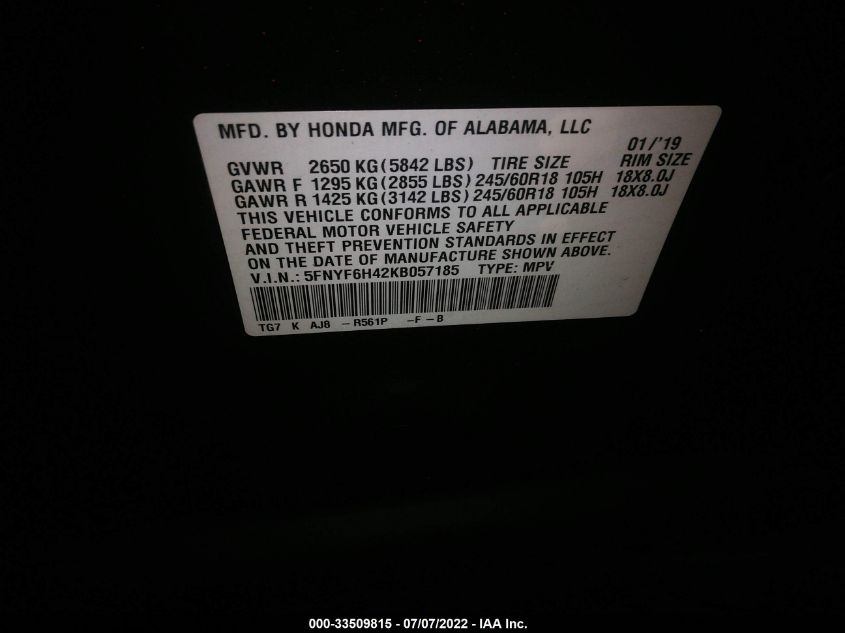 MFD. BY HONDA MFG. OF ALABAMA, LLC
01/'19
GVWR 2650 KG (5842 LBS) TIRE SIZE RIM SIZE
GAWR F 1295 KG (2855 LBS) 245/60R18 105H 18X8.0J
GAWR R 1425 KG (3142 LBS) 245/60R18 105H 18X8.0J
THIS VEHICLE CONFORMS TO ALL APPLICABLE
FEDERAL MOTOR VEHICLE SAFETY
AND THEFT PREVENTION STANDARDS IN EFFECT
ON THE DATE OF MANUFACTURE SHOWN ABOVE.
V.I.N.: 5FNYF6H42KB057185 TYPE: MPV
TG7 K AJ8 -R561P -F-B
000-33509815 - 07/07/2022 - IAA Inc.